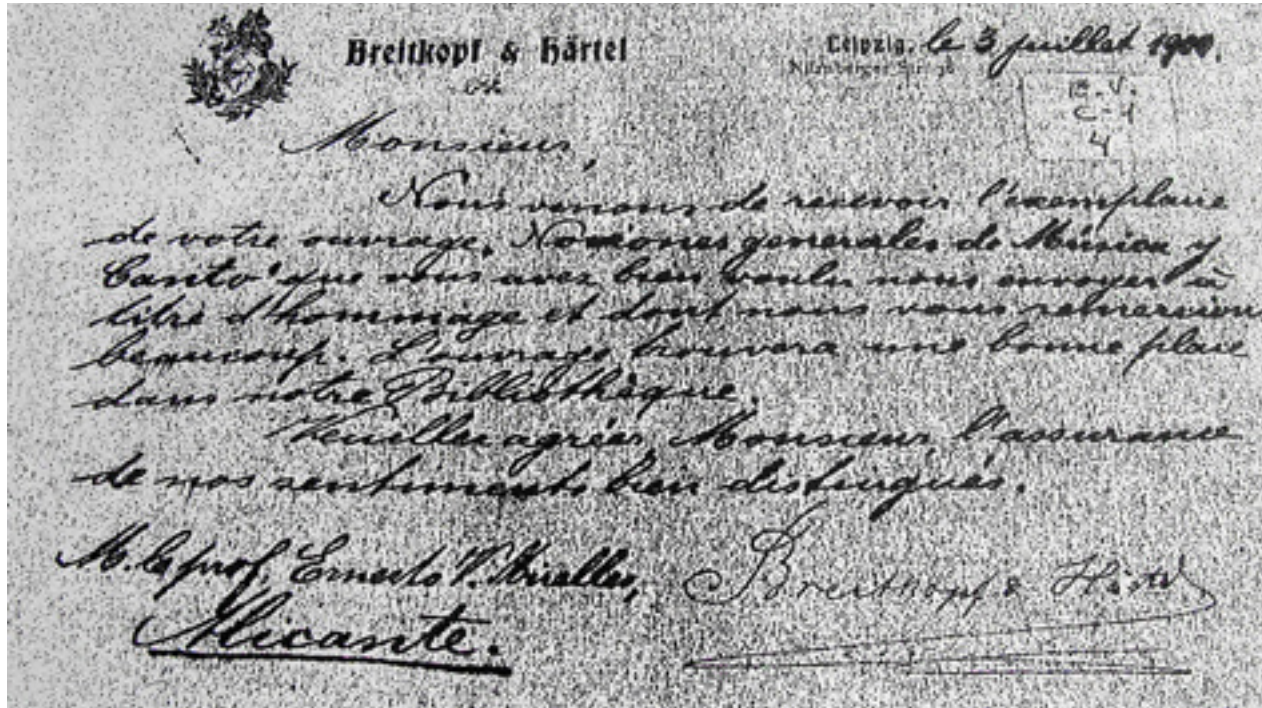 Breitkopf & Härtel
Leipzig, le 3 juillet 1900.
Nürnberger Str. 36
Monsieur,
Nous venons de recevoir l'exemplaire
de votre ouvrage, Nociones generales de Música y
Canto" que vous avez bien voulu nous envoyer à
titre d'hommage et dont nous vous remercions
beaucoup. L'ouvrage trouvera une bonne place
dans notre Bibliothèque.
Veuillez agréer, Monsieur, l'assurance
de nos sentiments bien distingués.
M. le prof. Ernesto V.
Alicante.
Breitkopf & Härtel